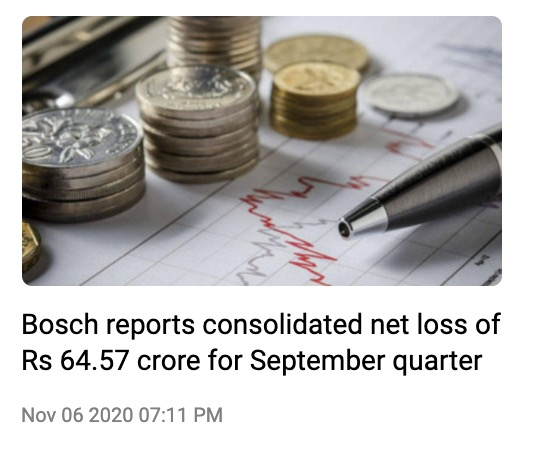 Bosch reports consolidated net loss of
Rs 64.57 crore for September quarter
Nov 06 2020 07:11 PM